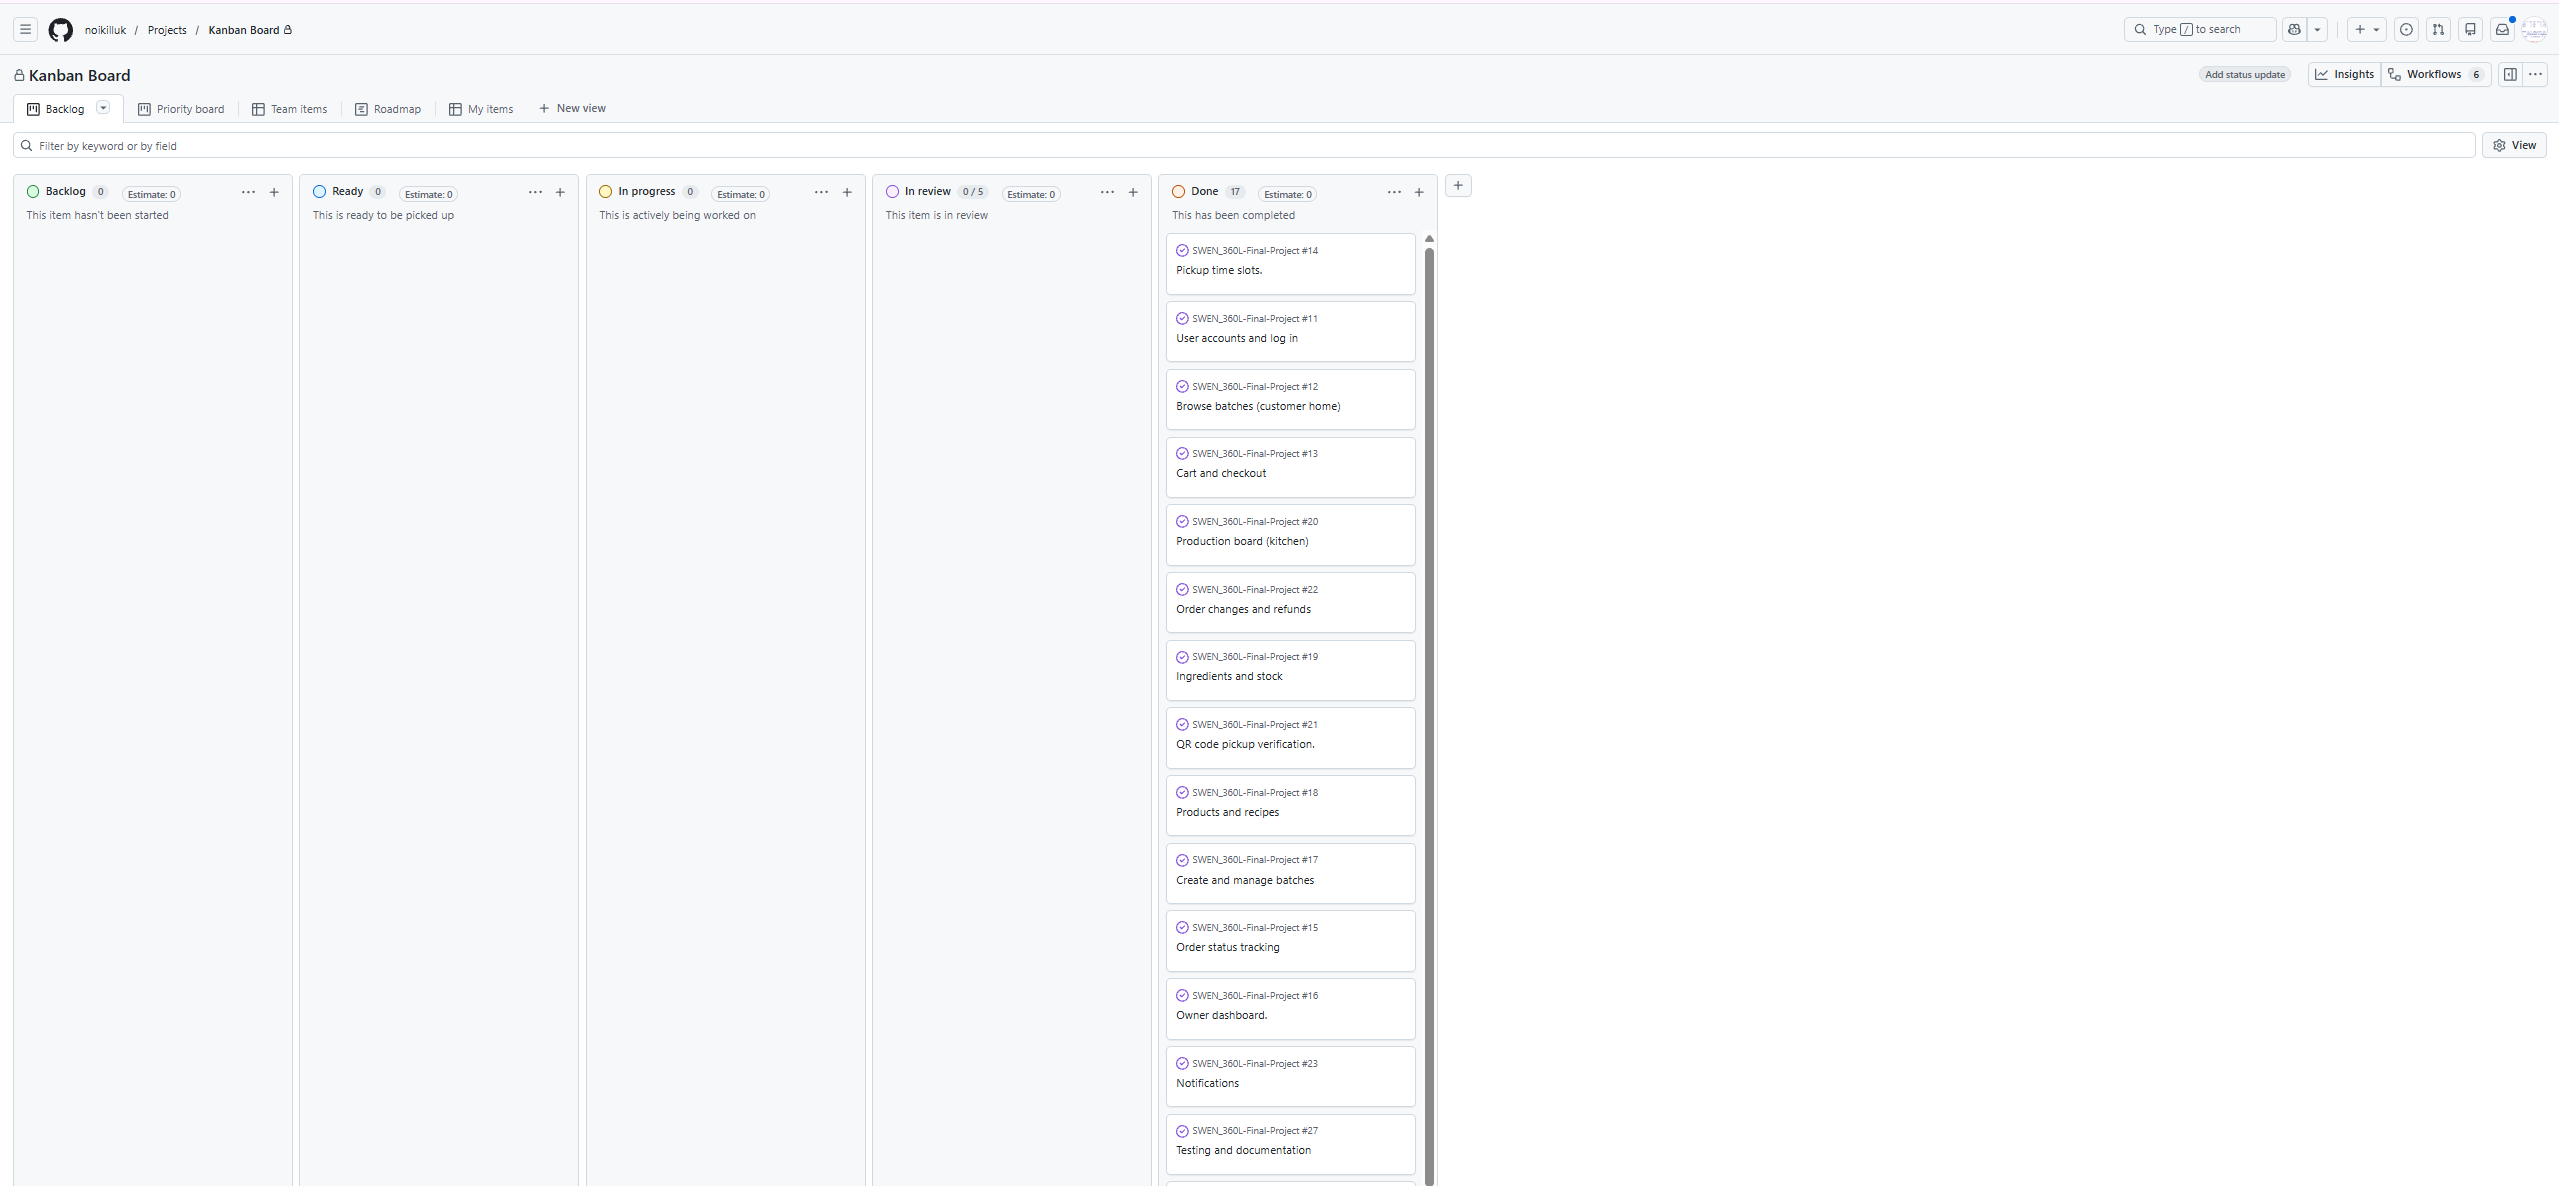 noikilluk / Projects / Kanban Board
Type / to search
Kanban Board
Add status update
Insights
Workflows 6
Backlog
Priority board
Team items
Roadmap
My items
New view
Filter by keyword or by field
View
Backlog 0 Estimate: 0
This item hasn't been started
Ready 0 Estimate: 0
This is ready to be picked up
In progress 0 Estimate: 0
This is actively being worked on
In review 0 / 5 Estimate: 0
This item is in review
Done 17 Estimate: 0
This has been completed
SWEN_360L-Final-Project #14
Pickup time slots.
SWEN_360L-Final-Project #11
User accounts and log in
SWEN_360L-Final-Project #12
Browse batches (customer home)
SWEN_360L-Final-Project #13
Cart and checkout
SWEN_360L-Final-Project #20
Production board (kitchen)
SWEN_360L-Final-Project #22
Order changes and refunds
SWEN_360L-Final-Project #19
Ingredients and stock
SWEN_360L-Final-Project #21
QR code pickup verification.
SWEN_360L-Final-Project #18
Products and recipes
SWEN_360L-Final-Project #17
Create and manage batches
SWEN_360L-Final-Project #15
Order status tracking
SWEN_360L-Final-Project #16
Owner dashboard.
SWEN_360L-Final-Project #23
Notifications
SWEN_360L-Final-Project #27
Testing and documentation